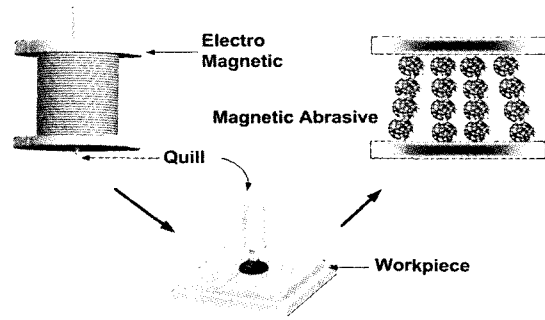 Electro
Magnetic
Magnetic Abrasive
Quill
Workpiece